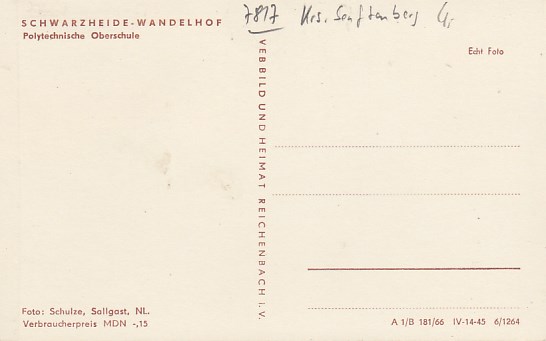 SCHWARZHEIDE-WANDELHOF
Polytechnische Oberschule
7817 Krs. Senftenberg
Echt Foto
VEB BILD UND HEIMAT REICHENBACH I. V.
Foto: Schulze, Sallgast, NL.
Verbraucherpreis MDN -,15
A 1/B 181/66 IV-14-45 6/1264